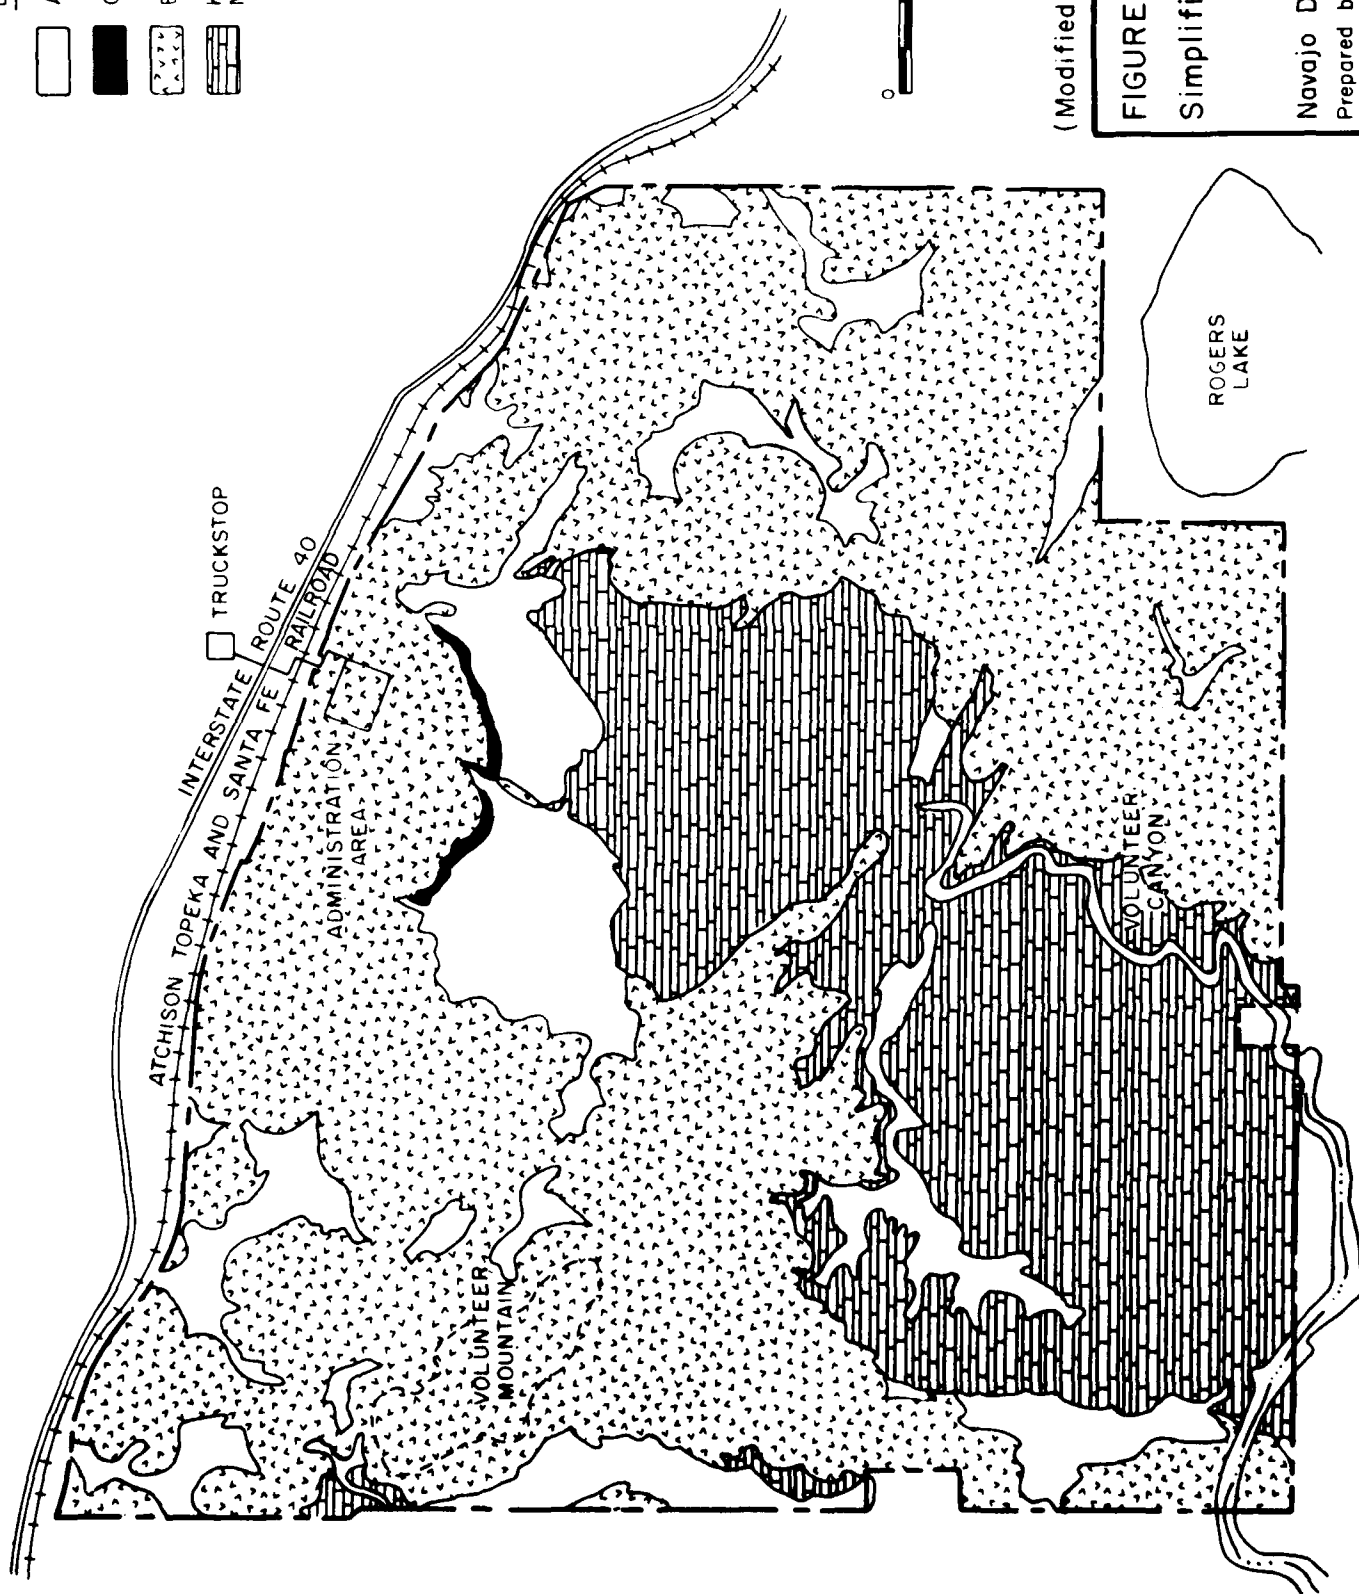 TRUCKSTOP
INTERSTATE ROUTE 40
ATCHISON TOPEKA AND SANTA FE RAILROAD
ADMINISTRATION
AREA
VOLUNTEER
MOUNTAIN
VOLUNTEER
CANYON
ROGERS
LAKE
0
(Modified
FIGURE
Simplifi
Navajo D
Prepared b